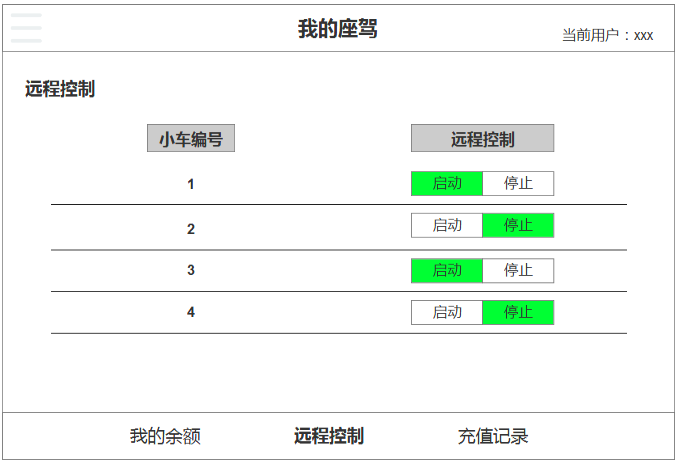 我的座驾
当前用户：xxx
远程控制
小车编号 远程控制
1 启动 停止
2 启动 停止
3 启动 停止
4 启动 停止
我的余额 远程控制 充值记录